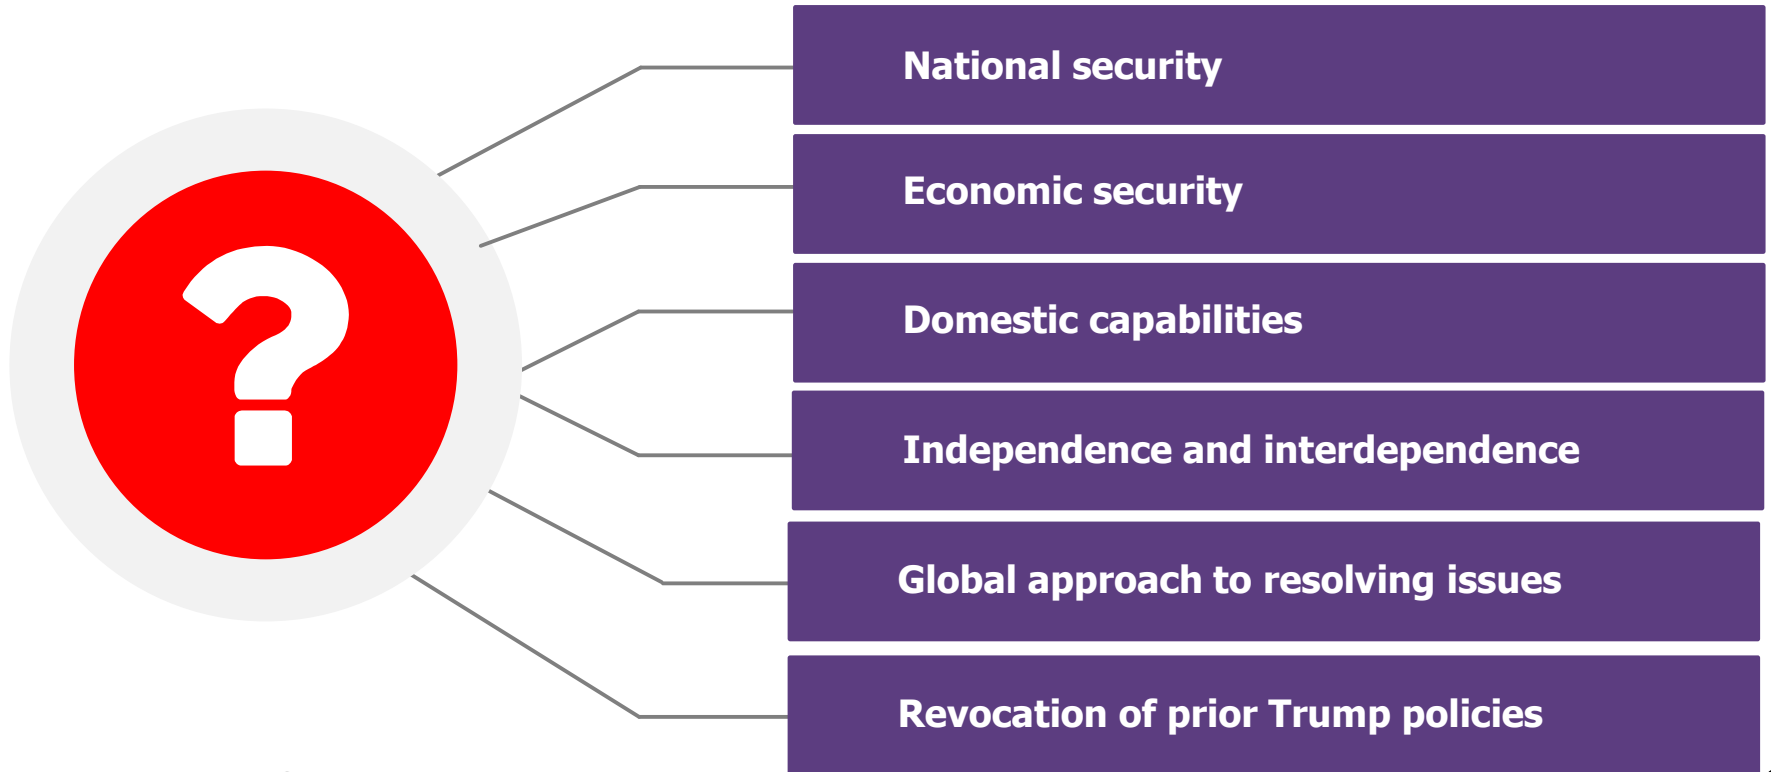 ?
National security
Economic security
Domestic capabilities
Independence and interdependence
Global approach to resolving issues
Revocation of prior Trump policies